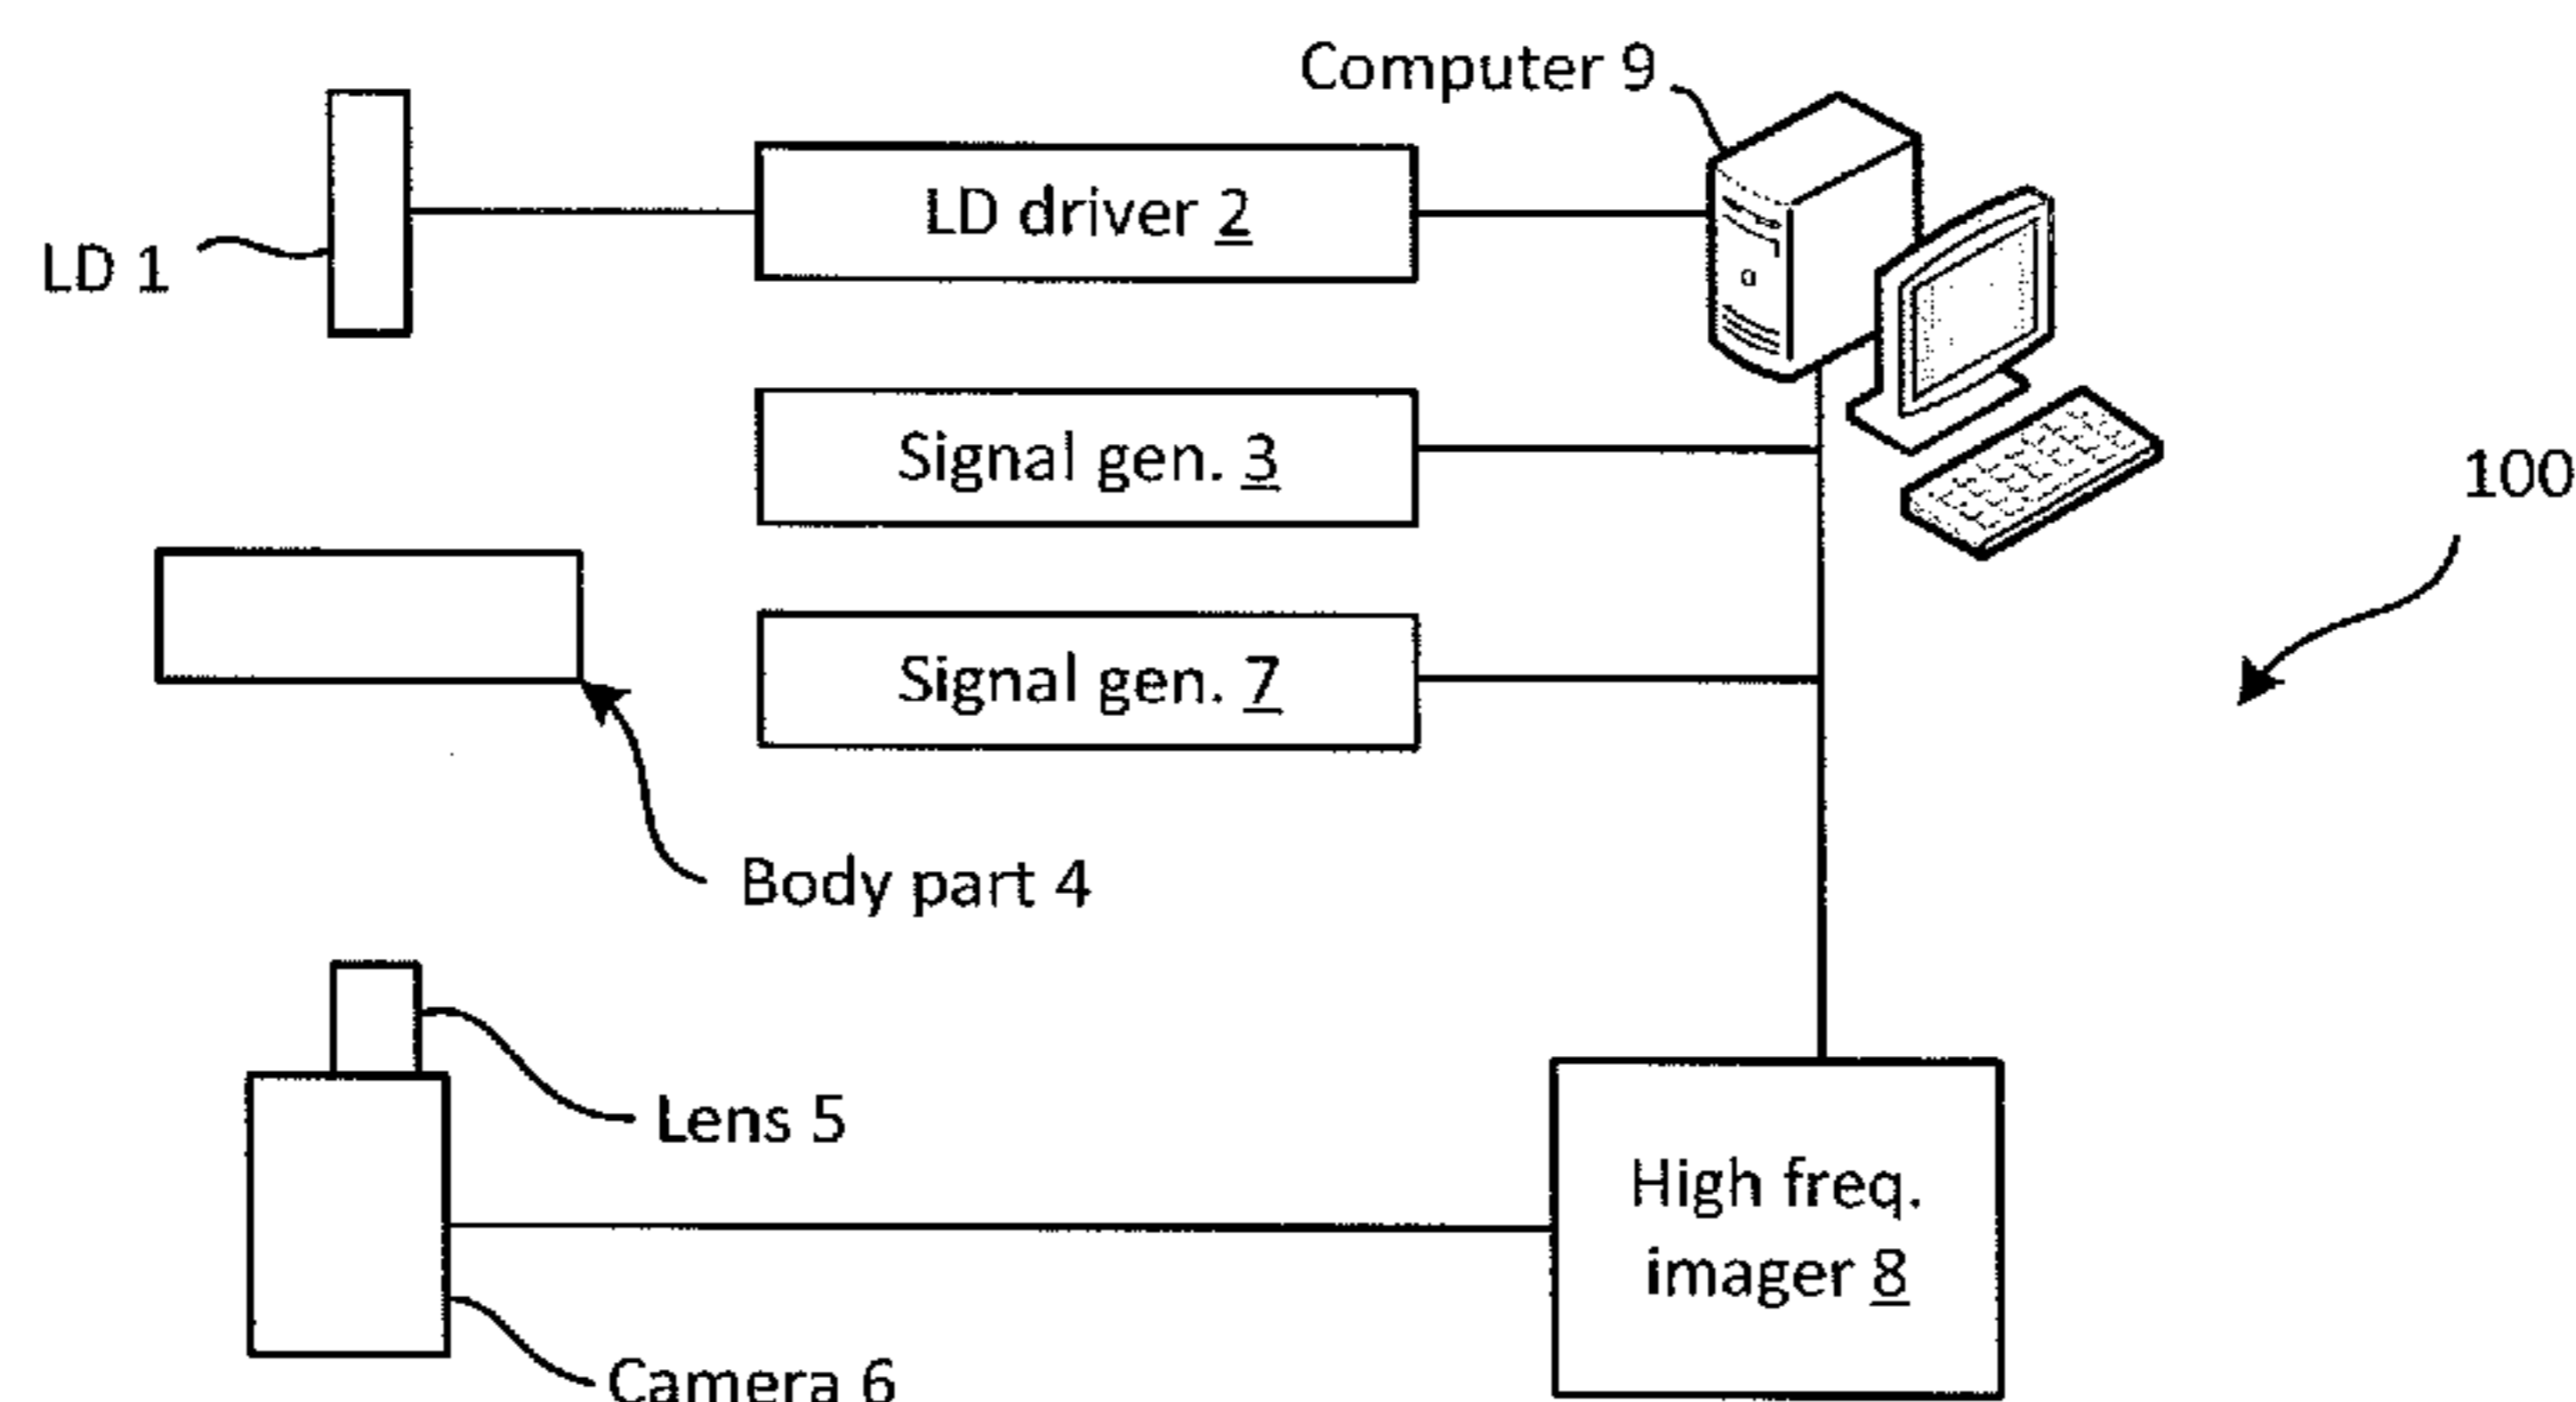 Computer 9
LD driver 2
LD 1
Signal gen. 3
100
Signal gen. 7
Body part 4
Lens 5
High freq.
imager 8
Camera 6